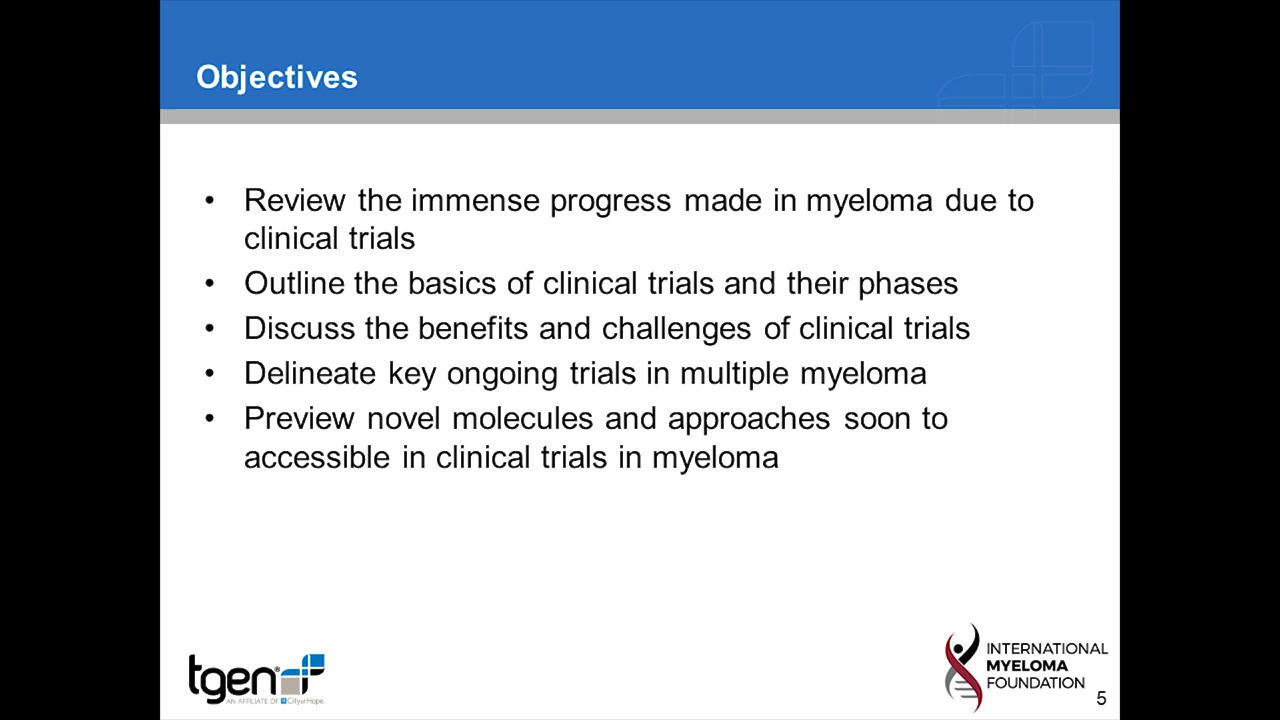 Objectives
• Review the immense progress made in myeloma due to
clinical trials
• Outline the basics of clinical trials and their phases
• Discuss the benefits and challenges of clinical trials
• Delineate key ongoing trials in multiple myeloma
• Preview novel molecules and approaches soon to
accessible in clinical trials in myeloma
tgen®
AN AFFILIATE OF City of Hope.
INTERNATIONAL
MYELOMA
FOUNDATION
5